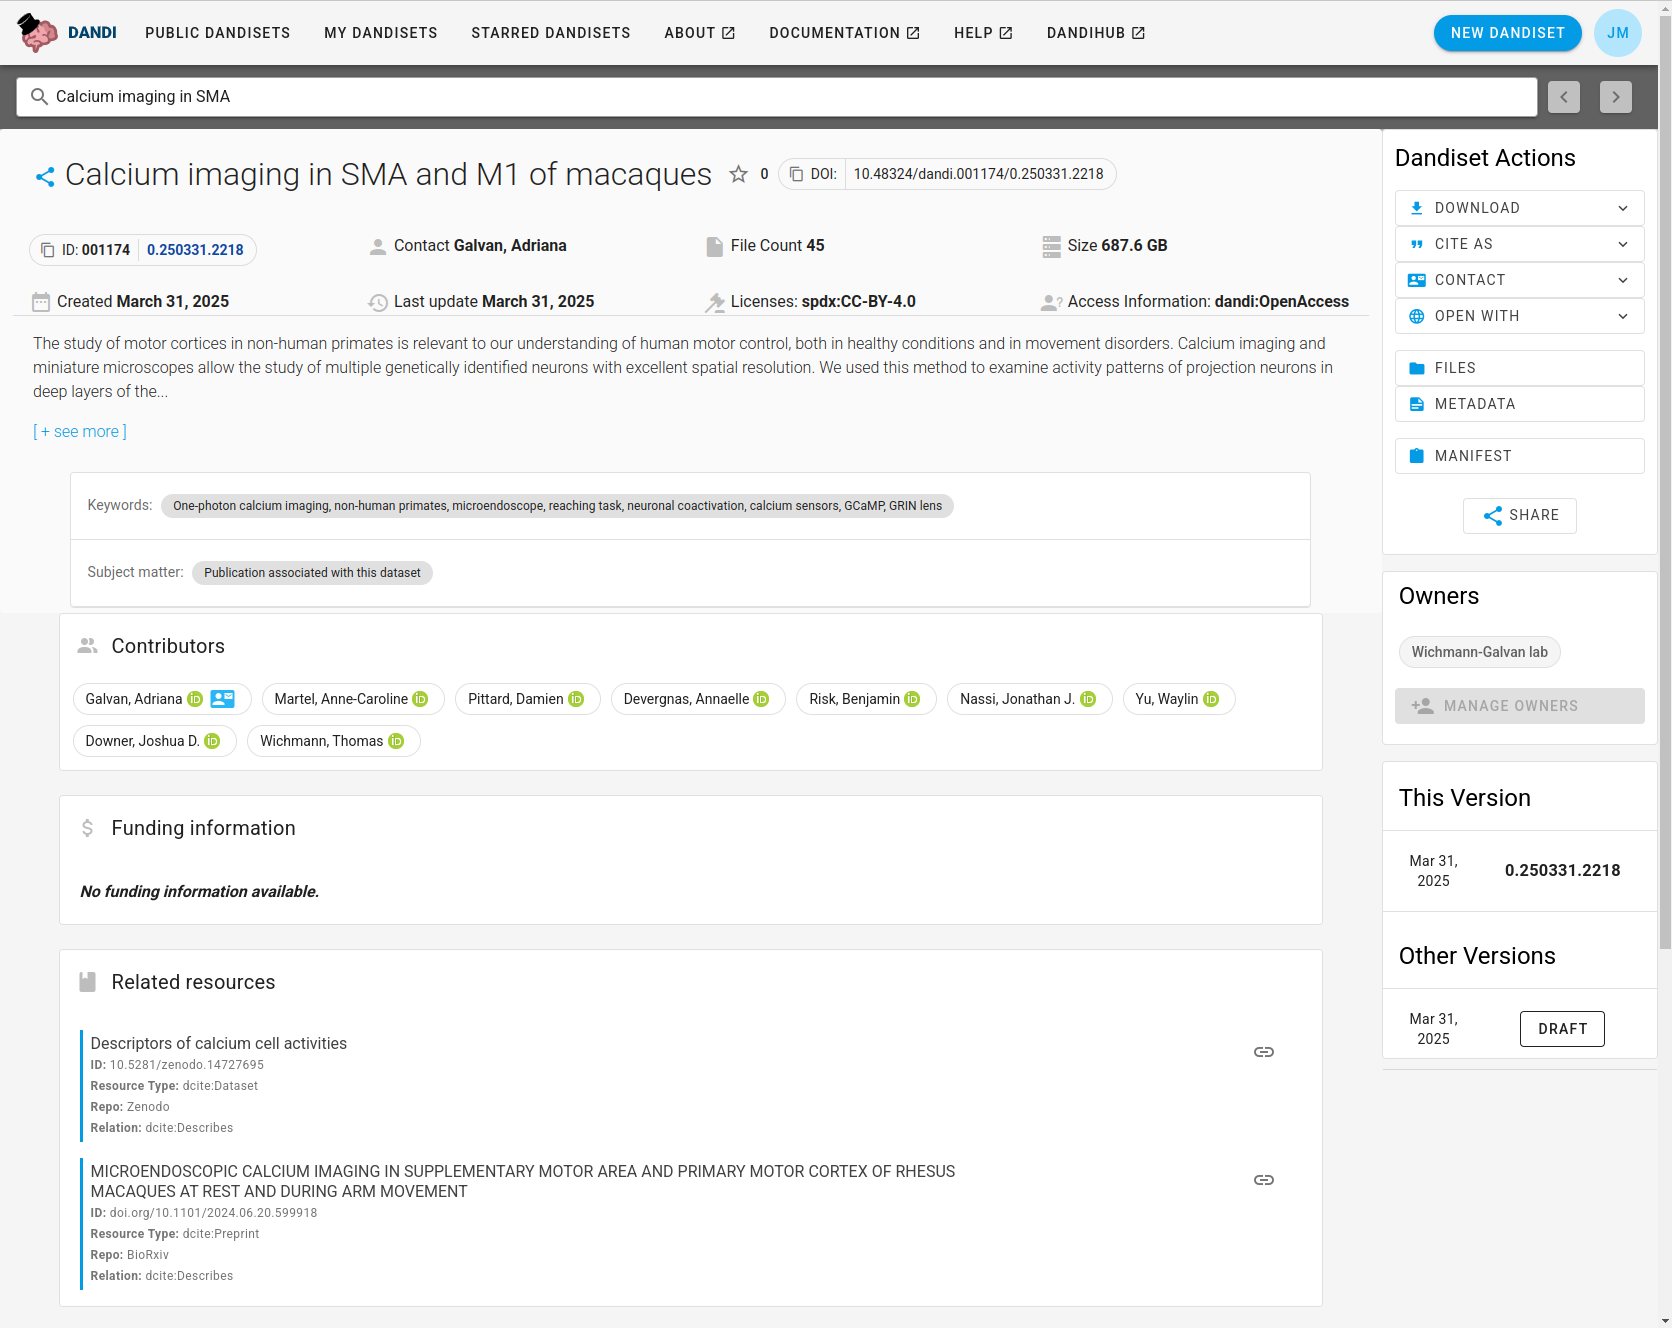 DANDI
PUBLIC DANDISETS
MY DANDISETS
STARRED DANDISETS
ABOUT
DOCUMENTATION
HELP
DANDIHUB
NEW DANDISET
JM
Calcium imaging in SMA
Calcium imaging in SMA and M1 of macaques
0
DOI: 10.48324/dandi.001174/0.250331.2218
ID: 001174 0.250331.2218
Contact Galvan, Adriana
File Count 45
Size 687.6 GB
Created March 31, 2025
Last update March 31, 2025
Licenses: spdx:CC-BY-4.0
Access Information: dandi:OpenAccess
The study of motor cortices in non-human primates is relevant to our understanding of human motor control, both in healthy conditions and in movement disorders. Calcium imaging and
miniature microscopes allow the study of multiple genetically identified neurons with excellent spatial resolution. We used this method to examine activity patterns of projection neurons in
deep layers of the...
[ + see more ]
Keywords: One-photon calcium imaging, non-human primates, microendoscope, reaching task, neuronal coactivation, calcium sensors, GCaMP, GRIN lens
Subject matter: Publication associated with this dataset
Contributors
Galvan, Adriana iD
Martel, Anne-Caroline iD
Pittard, Damien iD
Devergnas, Annaelle iD
Risk, Benjamin iD
Nassi, Jonathan J. iD
Yu, Waylin iD
Downer, Joshua D. iD
Wichmann, Thomas iD
Funding information
No funding information available.
Related resources
Descriptors of calcium cell activities
ID: 10.5281/zenodo.14727695
Resource Type: dcite:Dataset
Repo: Zenodo
Relation: dcite:Describes
MICROENDOSCOPIC CALCIUM IMAGING IN SUPPLEMENTARY MOTOR AREA AND PRIMARY MOTOR CORTEX OF RHESUS
MACAQUES AT REST AND DURING ARM MOVEMENT
ID: doi.org/10.1101/2024.06.20.599918
Resource Type: dcite:Preprint
Repo: BioRxiv
Relation: dcite:Describes
Dandiset Actions
DOWNLOAD
CITE AS
CONTACT
OPEN WITH
FILES
METADATA
MANIFEST
SHARE
Owners
Wichmann-Galvan lab
MANAGE OWNERS
This Version
Mar 31,
2025
0.250331.2218
Other Versions
Mar 31,
2025
DRAFT